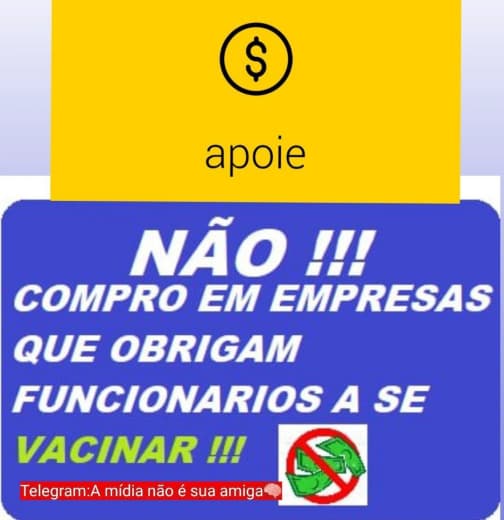 $
apoie
NÃO !!!
COMPRO EM EMPRESAS
QUE OBRIGAM
FUNCIONARIOS A SE
VACINAR !!!
Telegram:A mídia não é sua amiga🧠